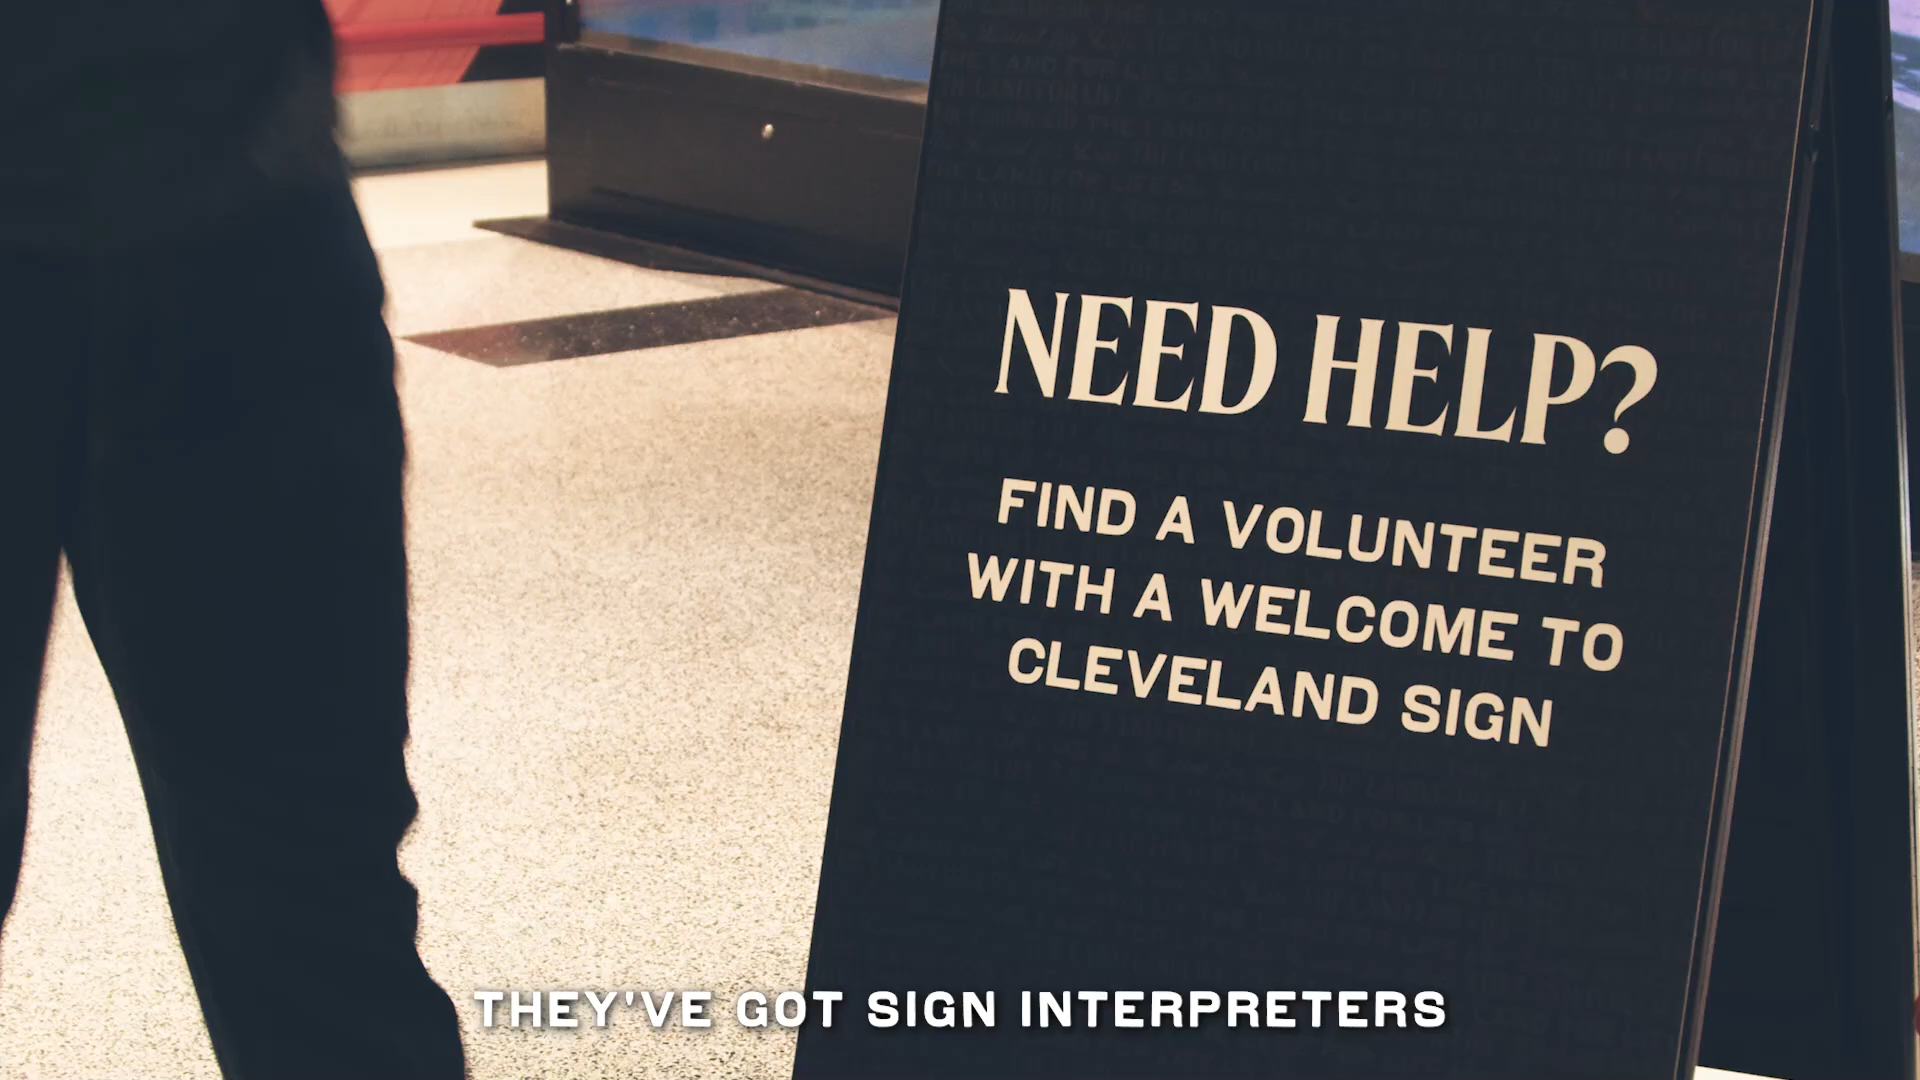 NEED HELP?
FIND A VOLUNTEER
WITH A WELCOME TO
CLEVELAND SIGN
THEY'VE GOT SIGN INTERPRETERS